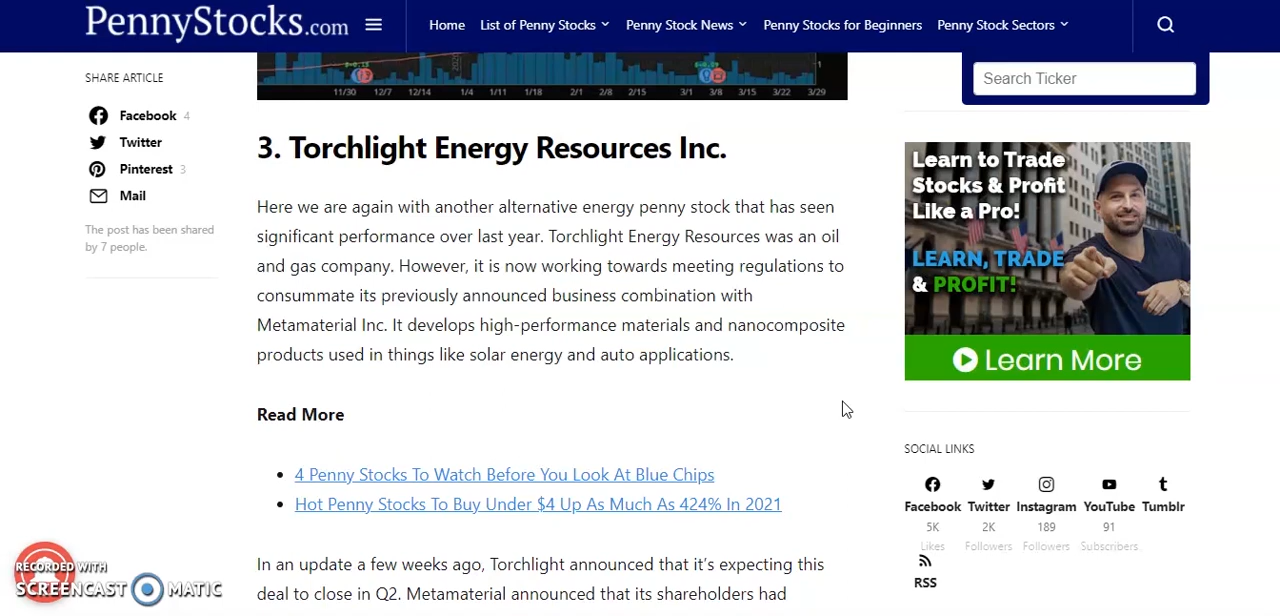 PennyStocks.com
Home List of Penny Stocks Penny Stock News Penny Stocks for Beginners Penny Stock Sectors
SHARE ARTICLE
Facebook 4
Twitter
Pinterest 3
Mail
The post has been shared
by 7 people.
11/30 12/7 12/14 1/4 1/11 1/18 2/1 2/8 2/15 3/1 3/8 3/15 3/22 3/29
3. Torchlight Energy Resources Inc.
Here we are again with another alternative energy penny stock that has seen
significant performance over last year. Torchlight Energy Resources was an oil
and gas company. However, it is now working towards meeting regulations to
consummate its previously announced business combination with
Metamaterial Inc. It develops high-performance materials and nanocomposite
products used in things like solar energy and auto applications.
Read More
4 Penny Stocks To Watch Before You Look At Blue Chips
Hot Penny Stocks To Buy Under $4 Up As Much As 424% In 2021
In an update a few weeks ago, Torchlight announced that it's expecting this
deal to close in Q2. Metamaterial announced that its shareholders had
Search Ticker
Learn to Trade
Stocks & Profit
Like a Pro!
LEARN, TRADE
& PROFIT!
Learn More
SOCIAL LINKS
Facebook Twitter Instagram YouTube Tumblr
5K 2K 189 91
Likes Followers Followers Subscribers
RSS
RECORDED WITH
SCREENCAST MATIC